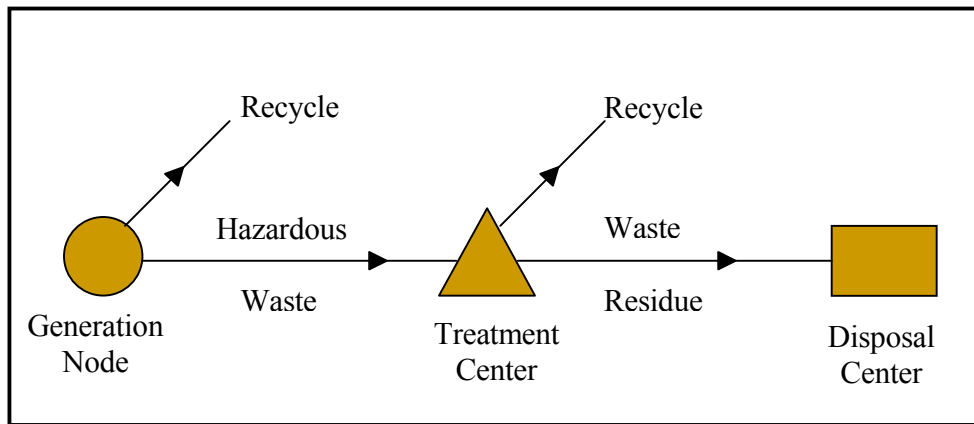 Recycle
Recycle
Hazardous
Waste
Waste
Residue
Generation
Node
Treatment
Center
Disposal
Center